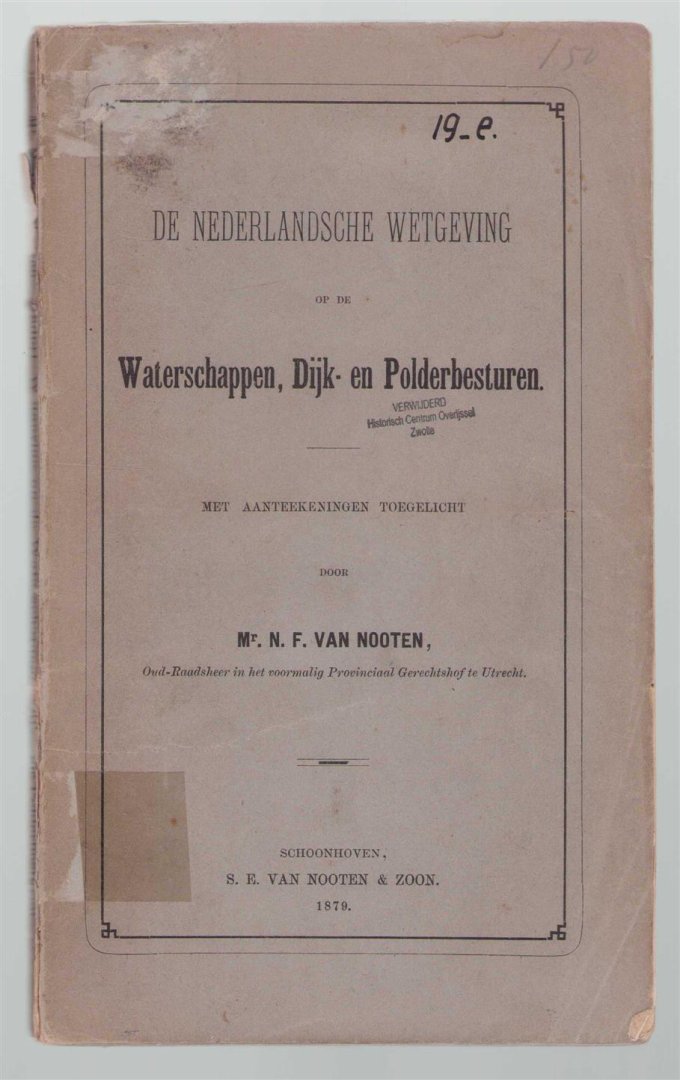 150
19-e.
DE NEDERLANDSCHE WETGEVING
OP DE
Waterschappen, Dijk- en Polderbesturen.
VERWIJDERD
Historisch Centrum Overijssel
Zwolle
MET AANTEEKENINGEN TOEGELICHT
DOOR
Mr. N. F. VAN NOOTEN,
Oud-Raadsheer in het voormalig Provinciaal Gerechtshof te Utrecht.
SCHOONHOVEN,
S. E. VAN NOOTEN & ZOON.
1879.